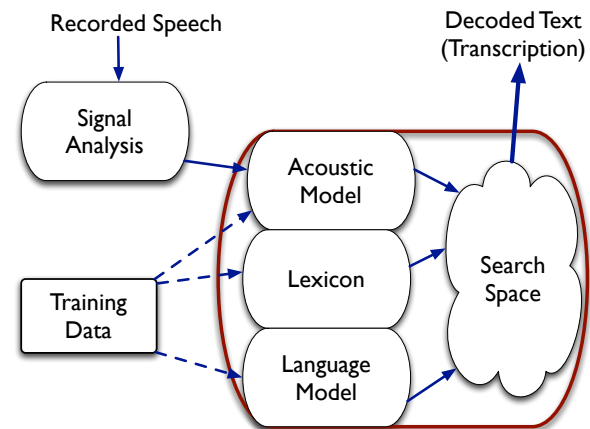 Recorded Speech
Decoded Text
(Transcription)
Signal
Analysis
Acoustic
Model
Lexicon
Search
Space
Training
Data
Language
Model